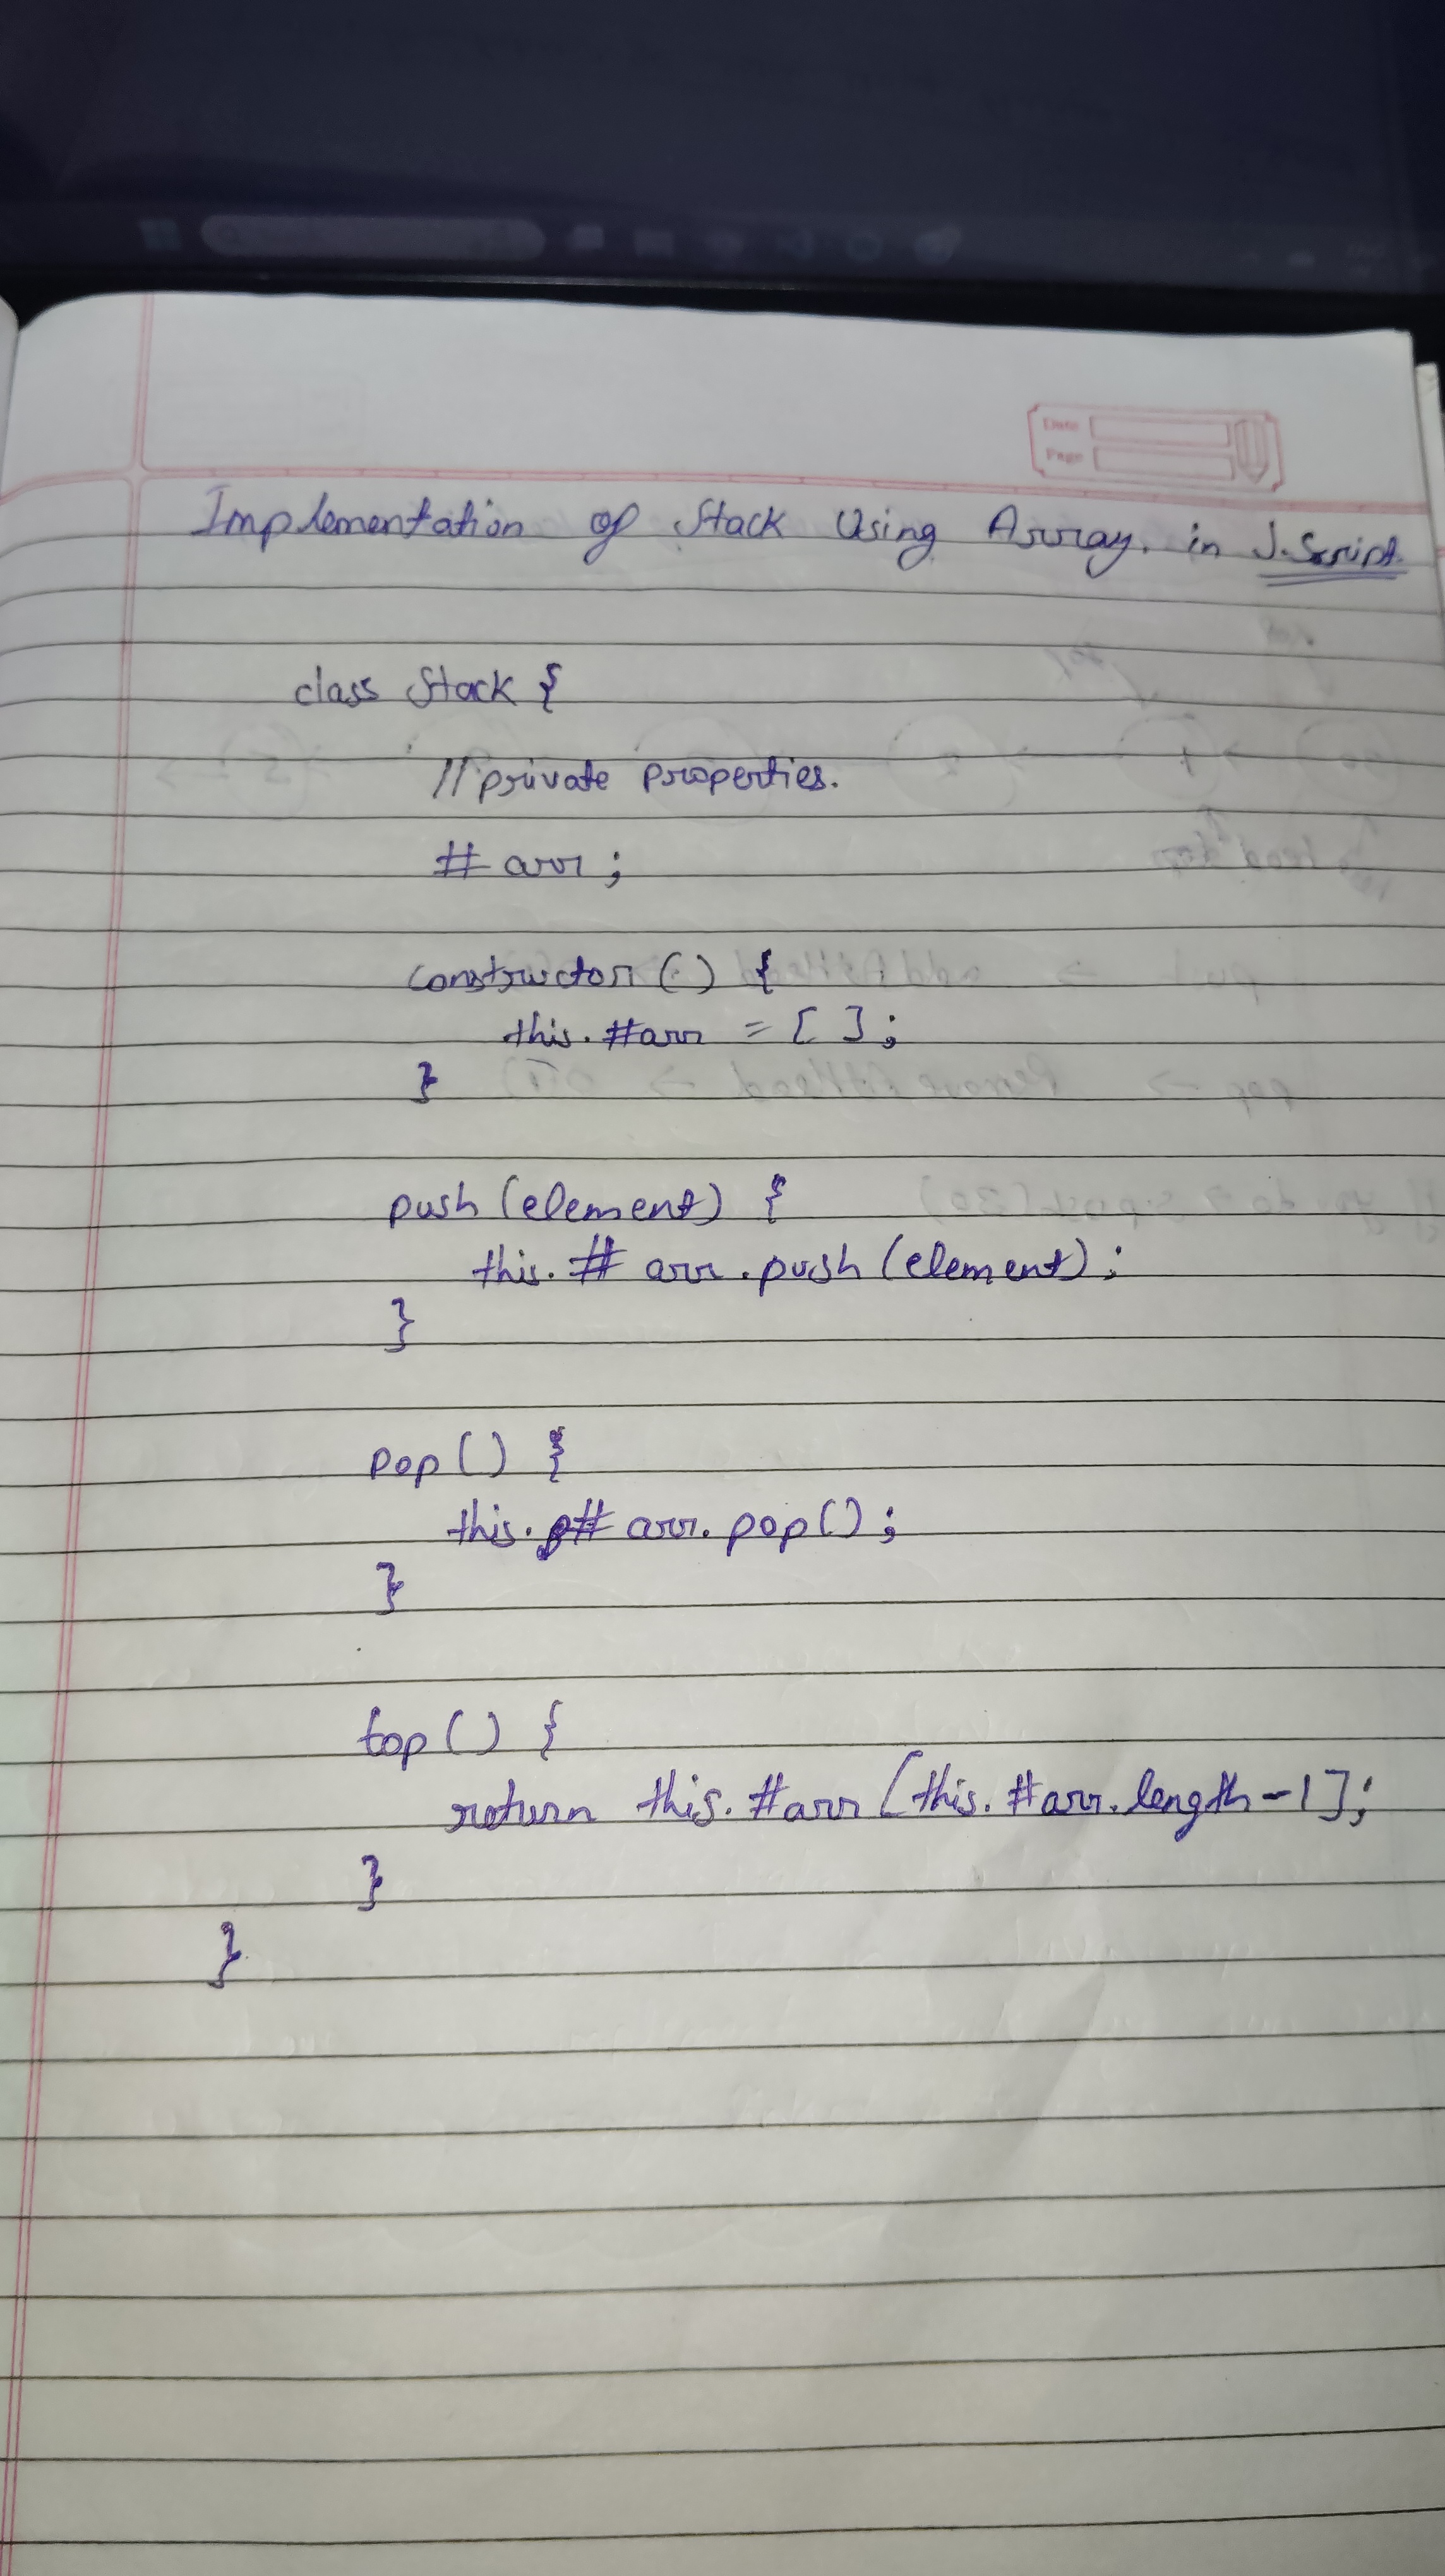 Date
Page
Implementation of Stack Using Array. in J.Script.
class Stack {
//private properties.
# arr ;
constructor () {
this. #arr = [ ];
}
push (element) {
this. # arr .push (element);
}
pop () {
this. # arr. pop();
}
top () {
return this. #arr [this. #arr. length-1];
}
}